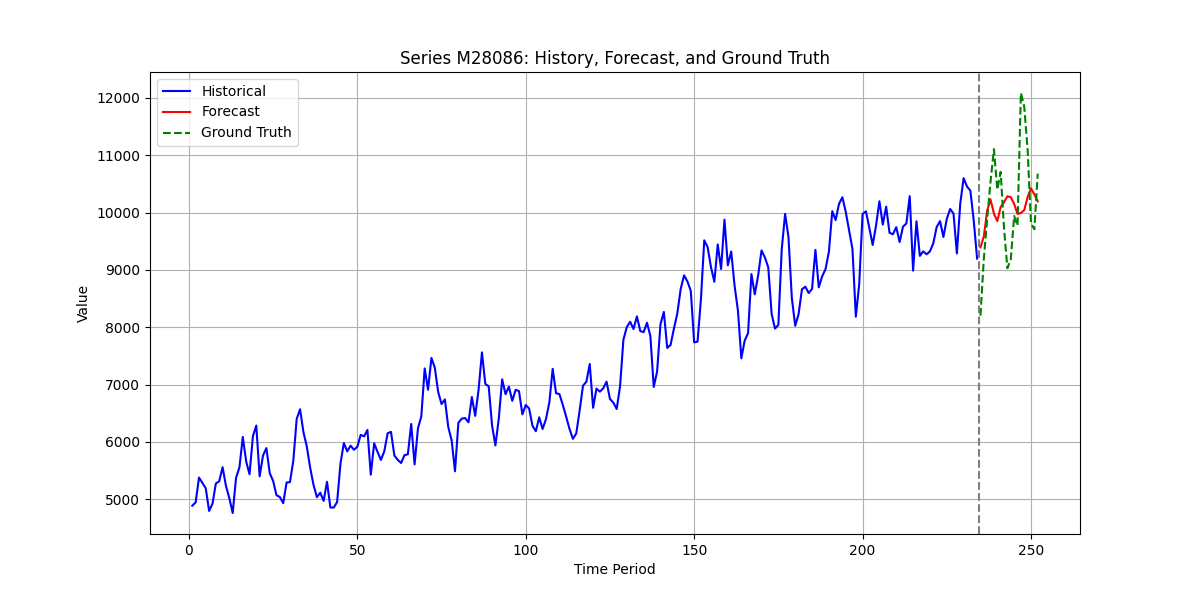 Series M28086: History, Forecast, and Ground Truth
Historical
Forecast
Ground Truth
12000
11000
10000
9000
8000
7000
6000
5000
Value
0 50 100 150 200 250
Time Period